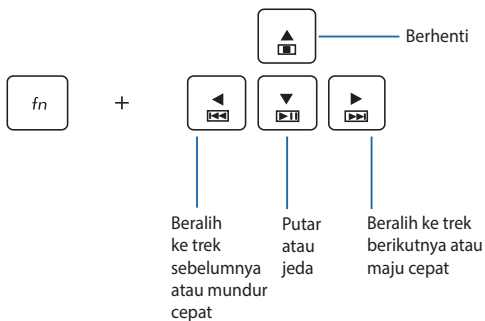 Berhenti
fn
+
Beralih
ke trek
sebelumnya
atau mundur
cepat
Putar
atau
jeda
Beralih ke trek
berikutnya atau
maju cepat